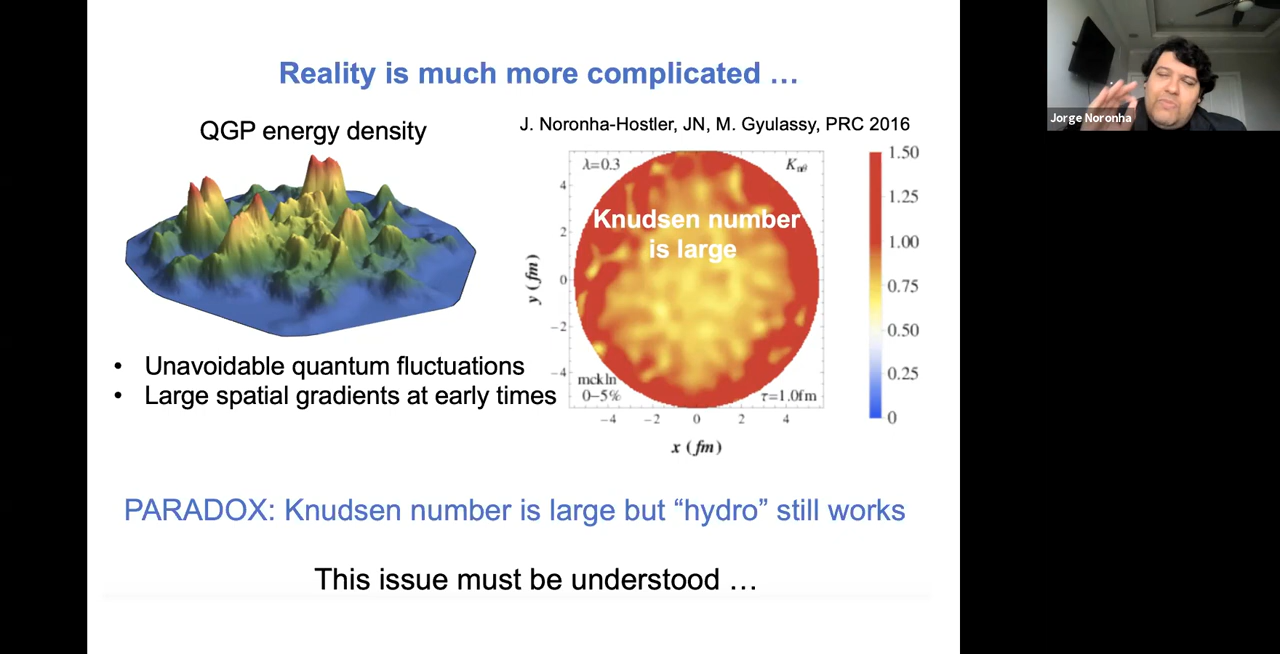 Reality is much more complicated …
QGP energy density
J. Noronha-Hostler, JN, M. Gyulassy, PRC 2016
λ=0.3
K
Knudsen number
is large
mckln
0–5%
τ=1.0fm
4
2
0
−2
−4
y (fm)
−4 −2 0 2 4
x (fm)
1.50
1.25
1.00
0.75
0.50
0.25
0
• Unavoidable quantum fluctuations
• Large spatial gradients at early times
PARADOX: Knudsen number is large but “hydro” still works
This issue must be understood …
Jorge Noronha